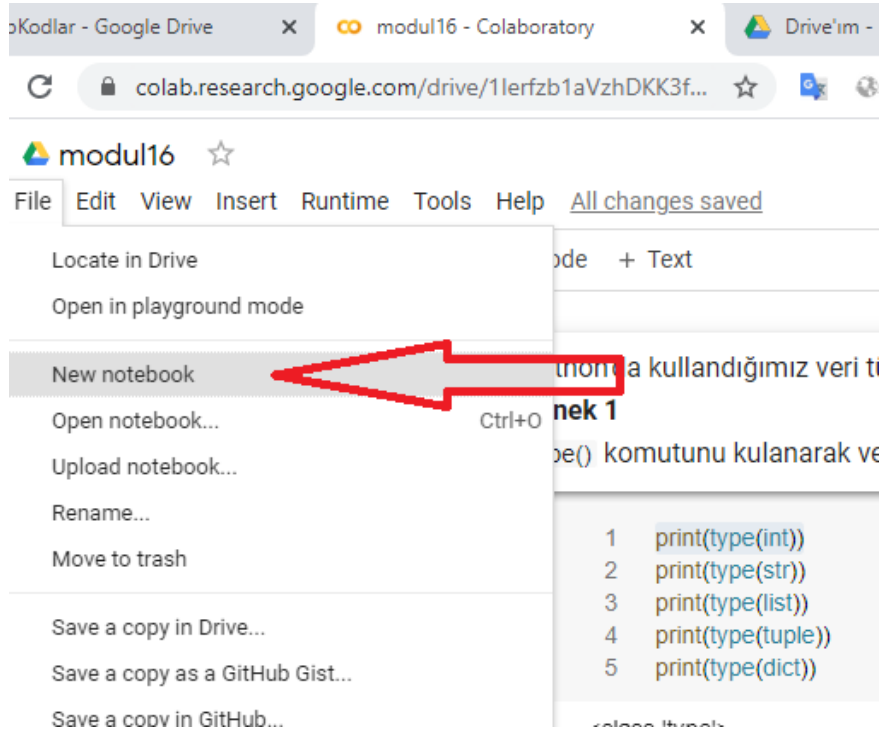 oKodlar - Google Drive
modul16 - Colaboratory
Drive'ım -
colab.research.google.com/drive/1lerfzb1aVzhDKK3f...
modul16
File Edit View Insert Runtime Tools Help All changes saved
Locate in Drive
ode + Text
Open in playground mode
New notebook
a kullandığımız veri tü
Open notebook... Ctrl+O
nek 1
Upload notebook...
pe() komutunu kulanarak ve
Rename...
Move to trash
1 print(type(int))
2 print(type(str))
3 print(type(list))
4 print(type(tuple))
5 print(type(dict))
Save a copy in Drive...
Save a copy as a GitHub Gist...
Save a copy in GitHub...
<class 'type'>